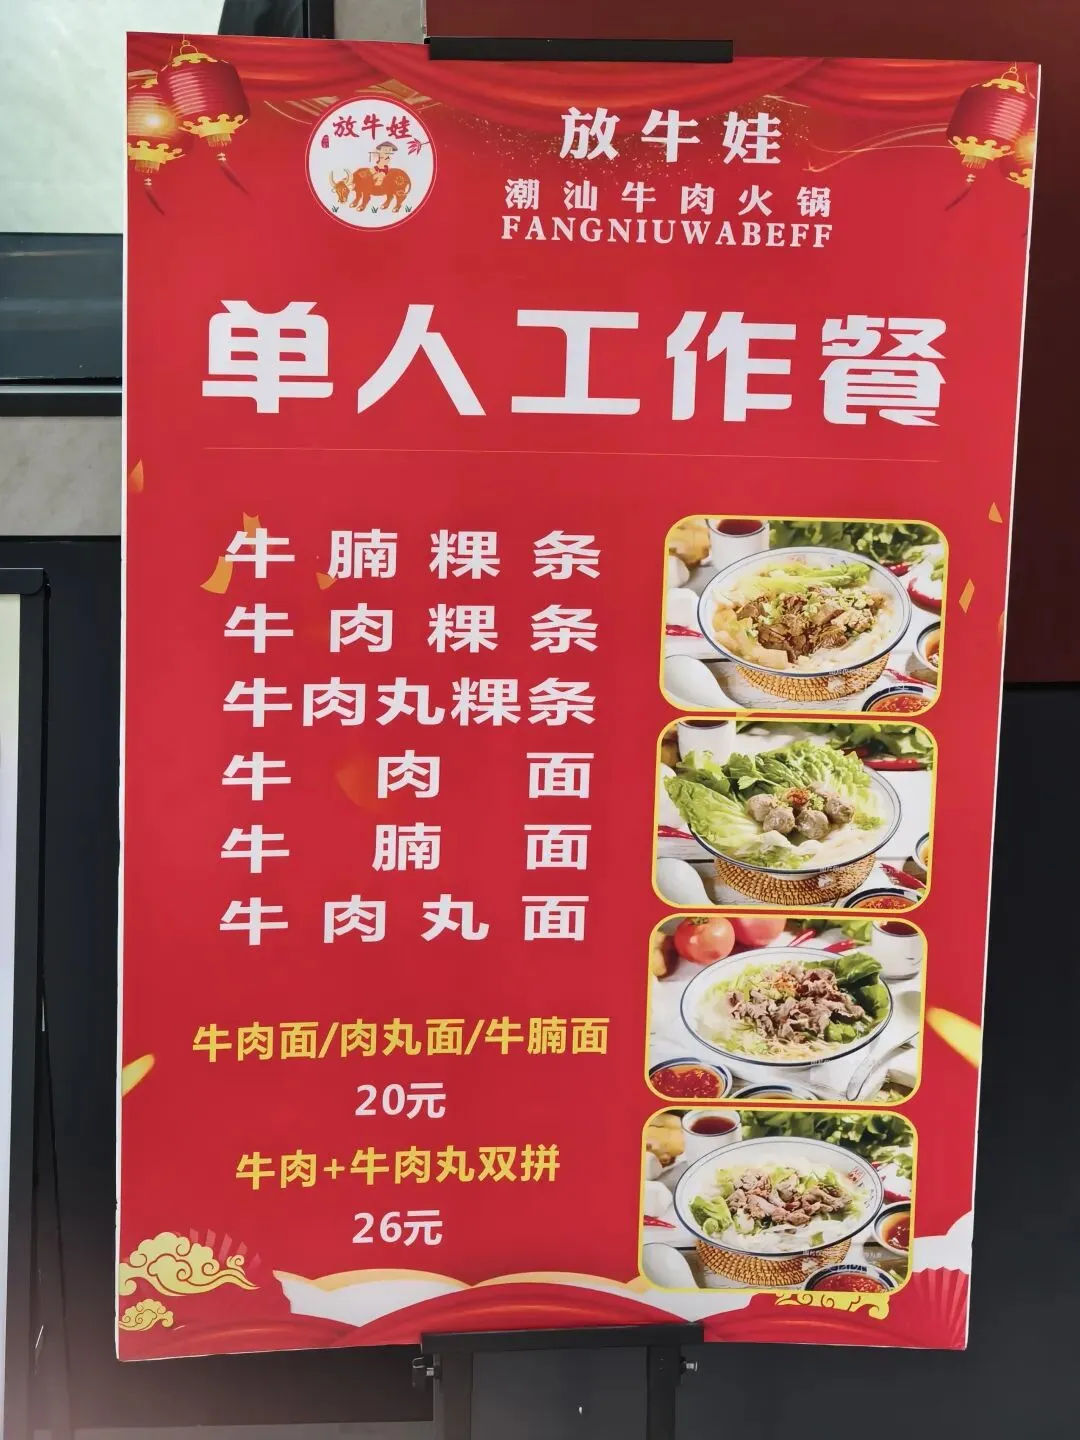 放牛娃
放牛娃
潮汕牛肉火锅
FANGNIUWABEFF
单人工作餐
牛腩粿条
牛肉粿条
牛肉丸粿条
牛肉面
牛腩面
牛肉丸面
牛肉面/肉丸面/牛腩面
20元
牛肉+牛肉丸双拼
26元